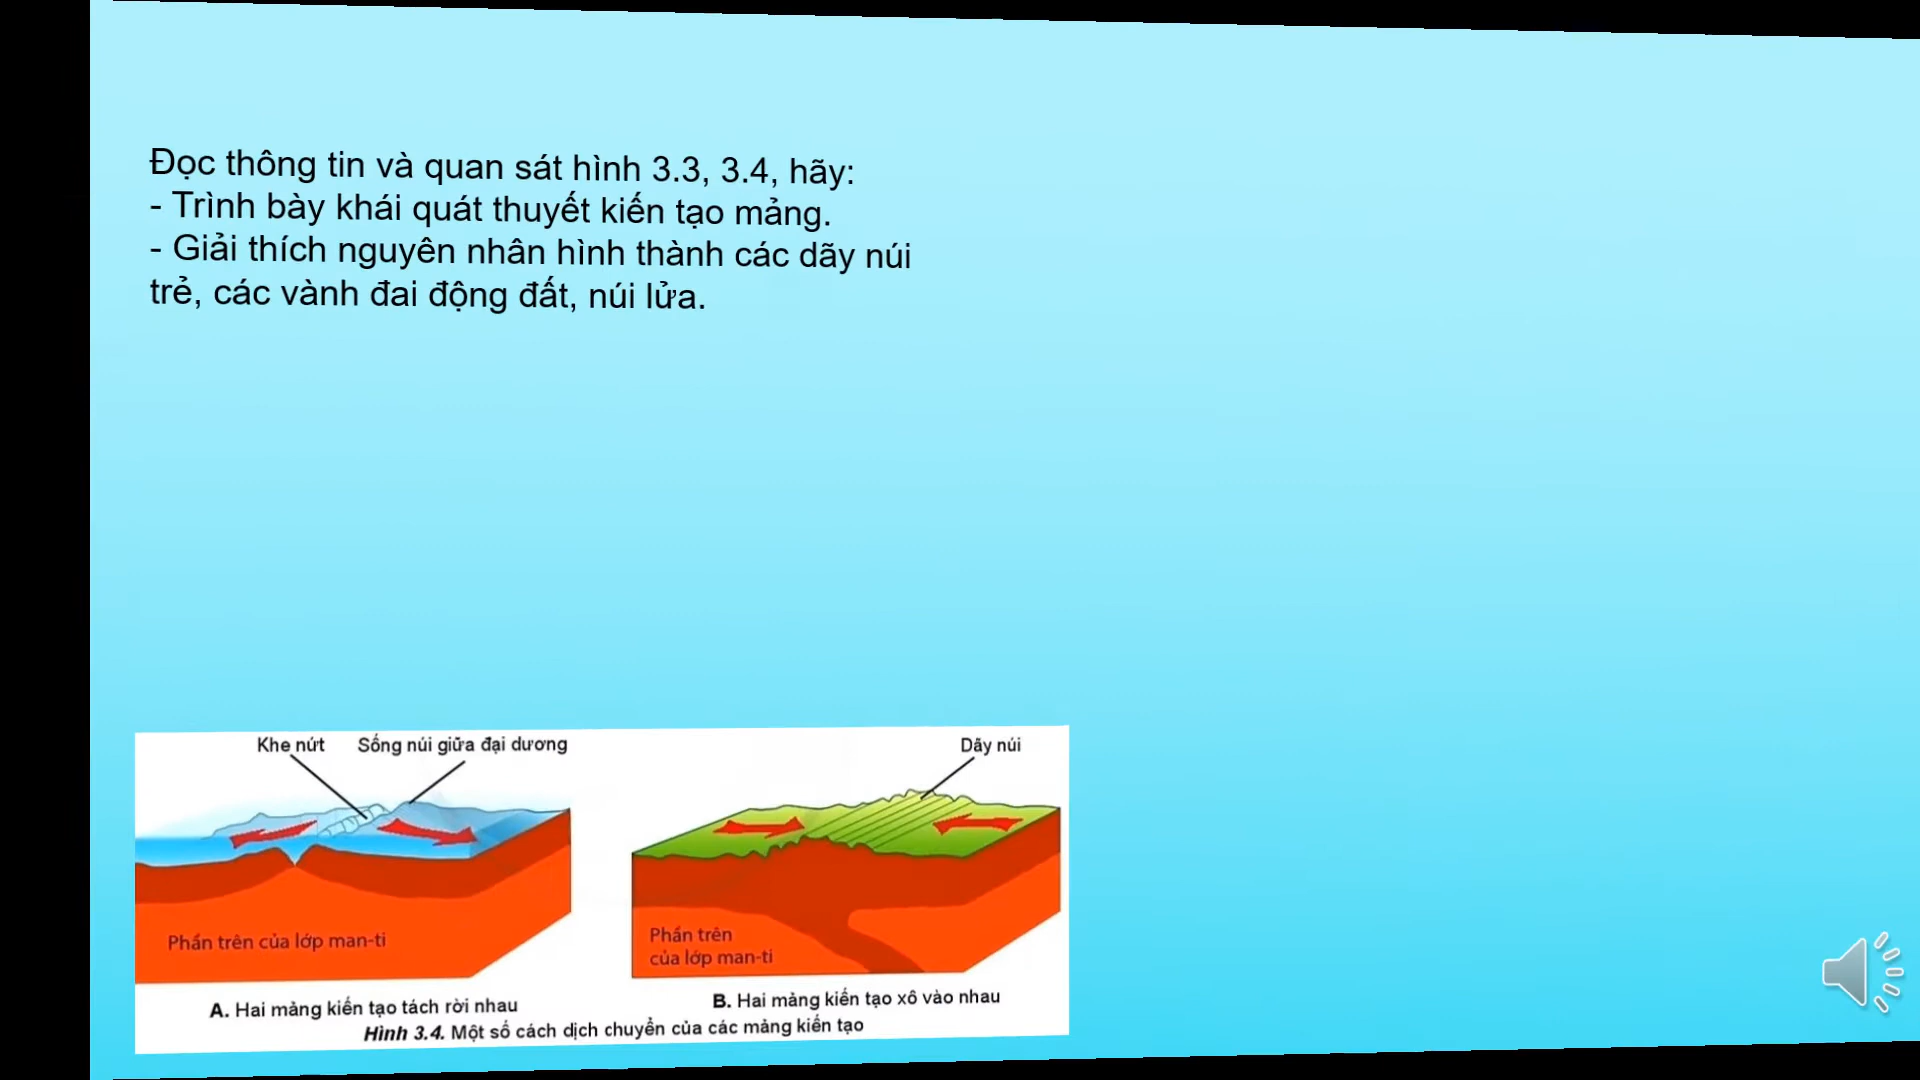 Đọc thông tin và quan sát hình 3.3, 3.4, hãy:
- Trình bày khái quát thuyết kiến tạo mảng.
- Giải thích nguyên nhân hình thành các dãy núi
trẻ, các vành đai động đất, núi lửa.
Khe nứt
Sống núi giữa đại dương
Dãy núi
Phần trên của lớp man-ti
Phần trên
của lớp man-ti
A. Hai mảng kiến tạo tách rời nhau
B. Hai mảng kiến tạo xô vào nhau
Hình 3.4. Một số cách dịch chuyển của các mảng kiến tạo